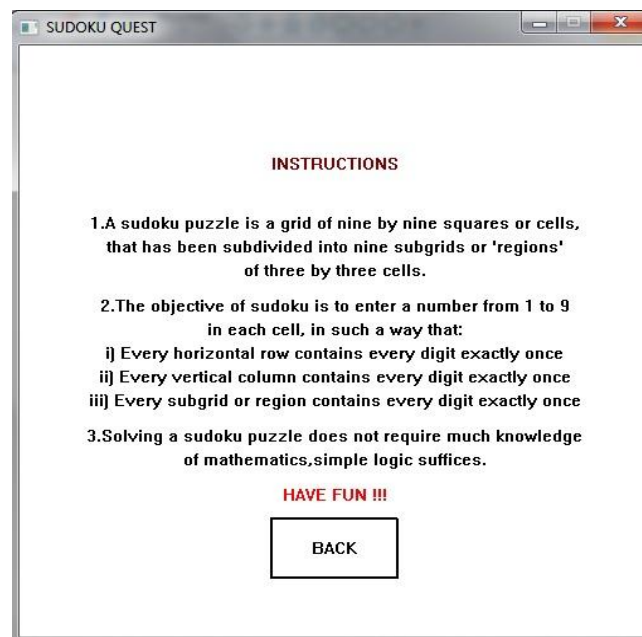 SUDOKU QUEST
INSTRUCTIONS
1.A sudoku puzzle is a grid of nine by nine squares or cells,
that has been subdivided into nine subgrids or 'regions'
of three by three cells.
2.The objective of sudoku is to enter a number from 1 to 9
in each cell, in such a way that:
i) Every horizontal row contains every digit exactly once
ii) Every vertical column contains every digit exactly once
iii) Every subgrid or region contains every digit exactly once
3.Solving a sudoku puzzle does not require much knowledge
of mathematics,simple logic suffices.
HAVE FUN !!!
BACK